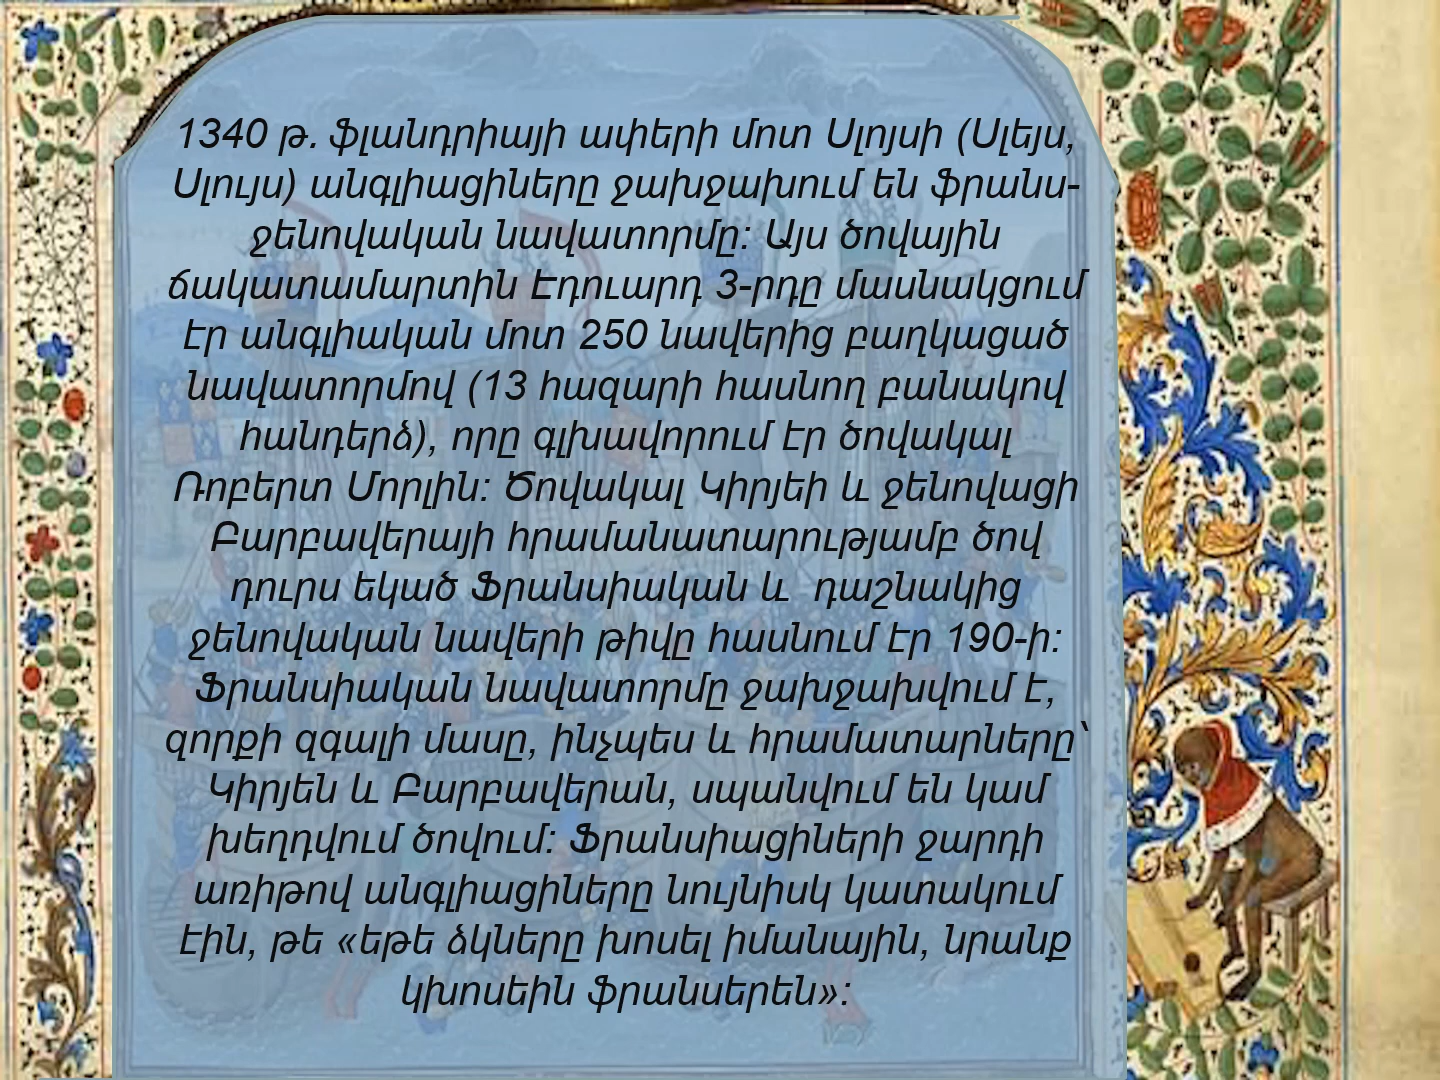 1340 թ. ֆլանդրիայի ափերի մոտ Սլոյսի (Սլեյս,
Սլույս) անգլիացիները ջախջախում են ֆրանս-
ջենովական նավատորմը: Այս ծովային
ճակատամարտին Էդուարդ 3-րդը մասնակցում
էր անգլիական մոտ 250 նավերից բաղկացած
նավատորմով (13 հազարի հասնող բանակով
հանդերձ), որը գլխավորում էր ծովակալ
Ռոբերտ Մորլին: Ծովակալ Կիրյեի և ջենովացի
Բարբավերայի հրամանատարությամբ ծով
դուրս եկած Ֆրանսիական և դաշնակից
ջենովական նավերի թիվը հասնում էր 190-ի:
Ֆրանսիական նավատորմը ջախջախվում է,
զորքի զգալի մասը, ինչպես և հրամատարները՝
Կիրյեն և Բարբավերան, սպանվում են կամ
խեղդվում ծովում: Ֆրանսիացիների ջարդի
առիթով անգլիացիները նույնիսկ կատակում
էին, թե «եթե ձկները խոսել իմանային, նրանք
կխոսեին ֆրանսերեն»: